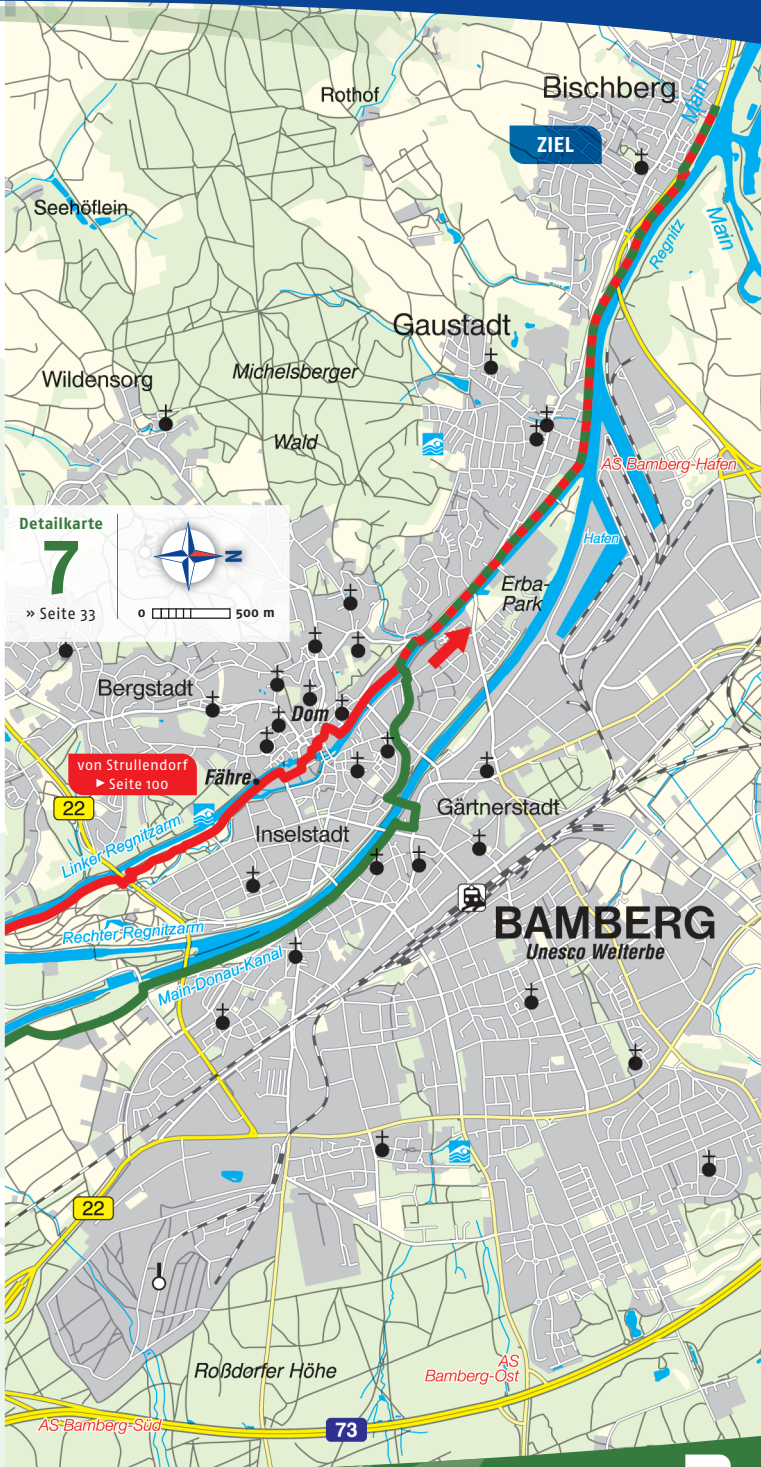 Rothof
Bischberg
Main
ZIEL
Seehöflein
Regnitz
Main
Gaustadt
Wildensorg
Michelsberger
Wald
AS Bamberg-Hafen
Detailkarte
7
» Seite 33
N
0 500 m
Hafen
Erba-
Park
Bergstadt
Dom
von Strullendorf
▶ Seite 100
Fähre
22
Linker Regnitzarm
Inselstadt
Gärtnerstadt
Rechter Regnitzarm
BAMBERG
Unesco Welterbe
Main-Donau-Kanal
22
Roßdorfer Höhe
AS
Bamberg-Ost
AS Bamberg-Süd
73